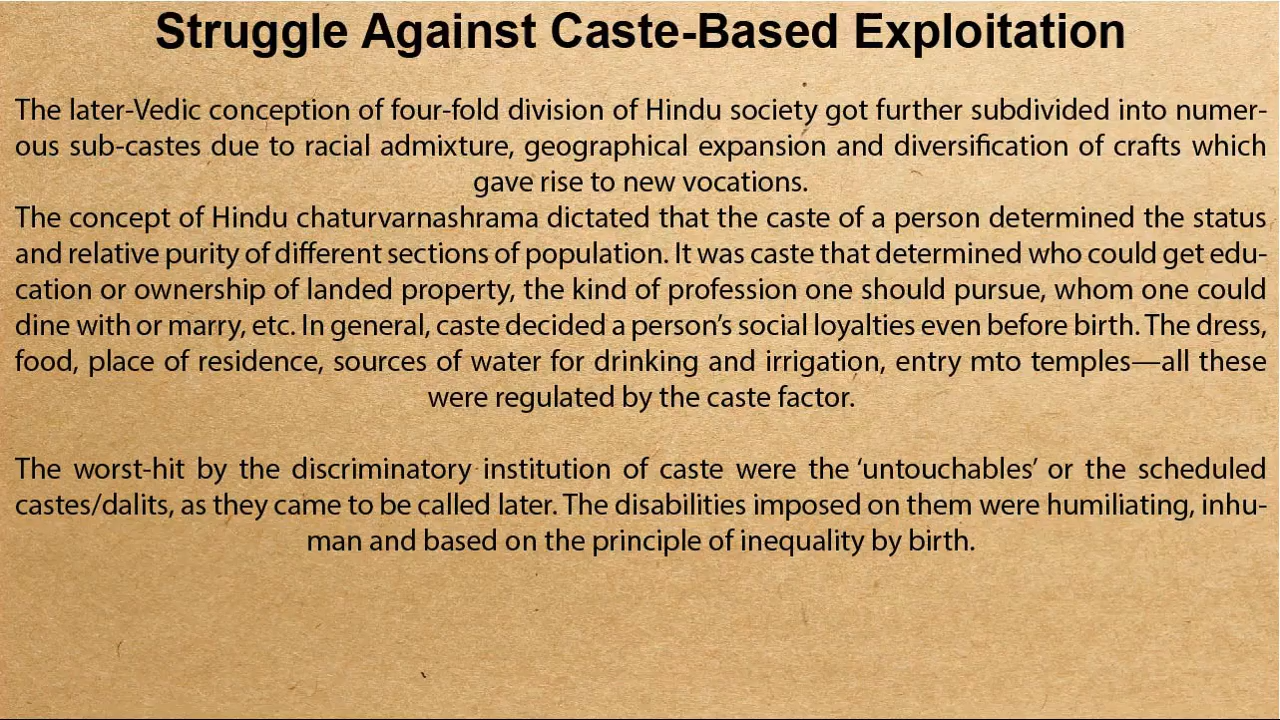 Struggle Against Caste-Based Exploitation
The later-Vedic conception of four-fold division of Hindu society got further subdivided into numer-
ous sub-castes due to racial admixture, geographical expansion and diversification of crafts which
gave rise to new vocations.
The concept of Hindu chaturvarnashrama dictated that the caste of a person determined the status
and relative purity of different sections of population. It was caste that determined who could get edu-
cation or ownership of landed property, the kind of profession one should pursue, whom one could
dine with or marry, etc. In general, caste decided a person’s social loyalties even before birth. The dress,
food, place of residence, sources of water for drinking and irrigation, entry mto temples—all these
were regulated by the caste factor.
The worst-hit by the discriminatory institution of caste were the ‘untouchables’ or the scheduled
castes/dalits, as they came to be called later. The disabilities imposed on them were humiliating, inhu-
man and based on the principle of inequality by birth.